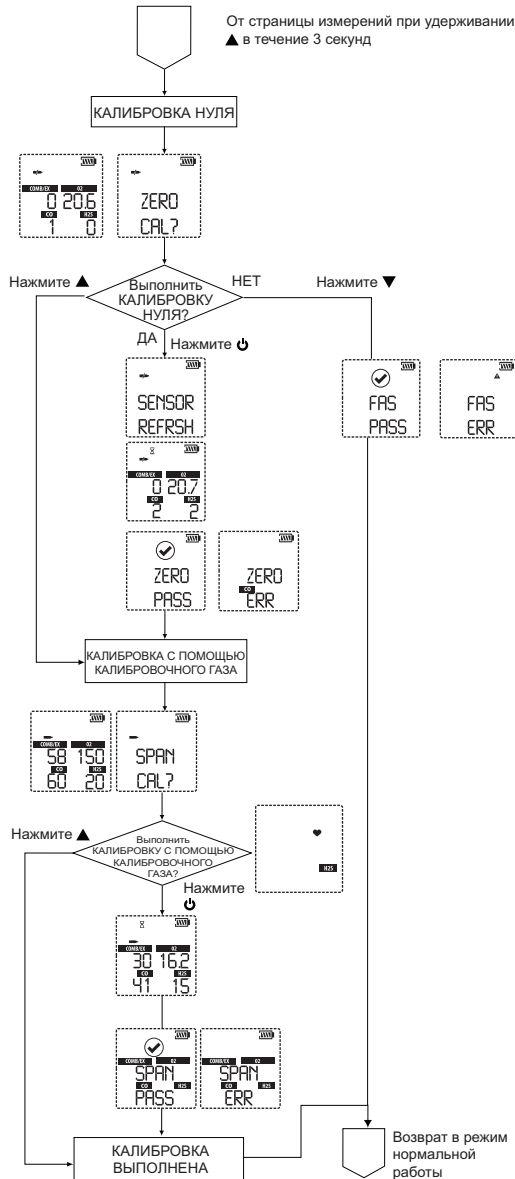 От страницы измерений при удерживании
▲ в течение 3 секунд
КАЛИБРОВКА НУЛЯ
COMB/EX O2
0 20.6
CO H2S
1 0
ZERO
CAL?
Нажмите ▲
Выполнить
КАЛИБРОВКУ
НУЛЯ?
НЕТ
Нажмите ▼
ДА
Нажмите ⏻
SENSOR
REFRSH
FAS
PASS
FAS
ERR
COMB/EX O2
0 20.7
CO H2S
2 2
ZERO
PASS
ZERO
CO
ERR
КАЛИБРОВКА С ПОМОЩЬЮ
КАЛИБРОВОЧНОГО ГАЗА
COMB/EX O2
58 150
CO H2S
60 20
SPAN
CAL?
Нажмите ▲
Выполнить
КАЛИБРОВКУ С ПОМОЩЬЮ
КАЛИБРОВОЧНОГО
ГАЗА?
H2S
Нажмите
⏻
COMB/EX O2
30 16.2
CO H2S
41 15
COMB/EX O2
SPAN
CO H2S
PASS
COMB/EX O2
SPAN
CO H2S
ERR
КАЛИБРОВКА
ВЫПОЛНЕНА
Возврат в режим
нормальной
работы